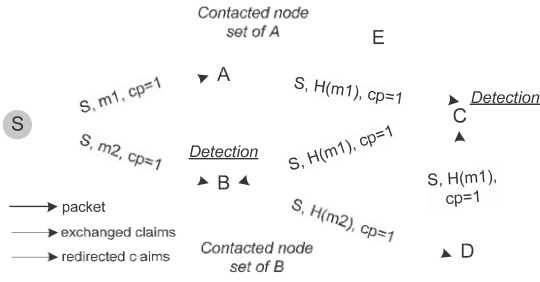 Contacted node
set of A
E
S, m1, cp=1
A
S, H(m1), cp=1
Detection
C
S
S, m2, cp=1
Detection
B
S, H(m1), cp=1
S, H(m1),
cp=1
S, H(m2), cp=1
D
packet
exchanged claims
redirected c aims
Contacted node
set of B